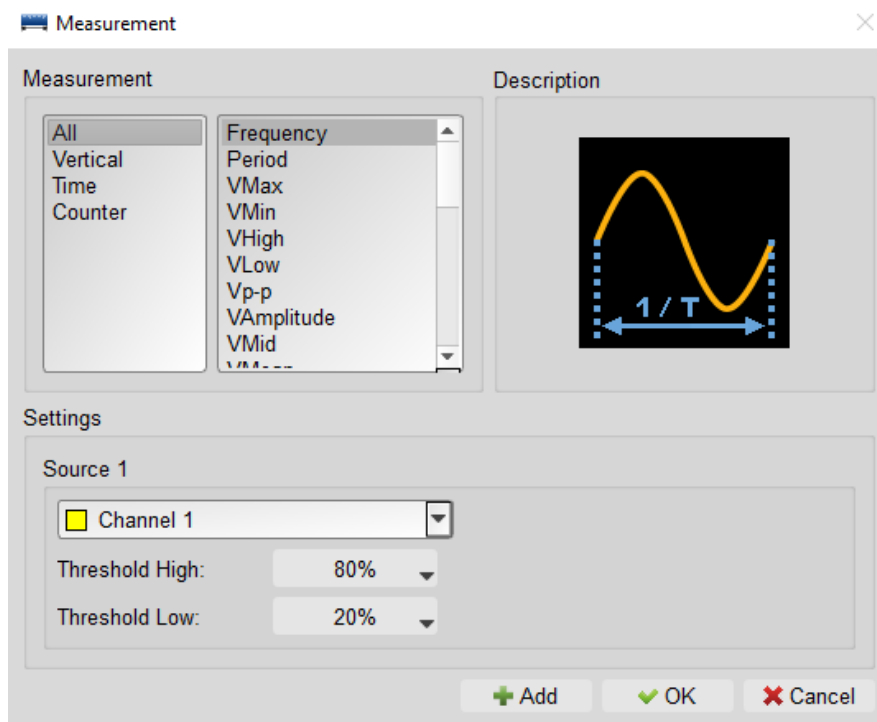 Measurement
Measurement
Description
All
Vertical
Time
Counter
Frequency
Period
VMax
VMin
VHigh
VLow
Vp-p
VAmplitude
VMid
1 / T
Settings
Source 1
Channel 1
Threshold High: 80%
Threshold Low: 20%
Add OK Cancel